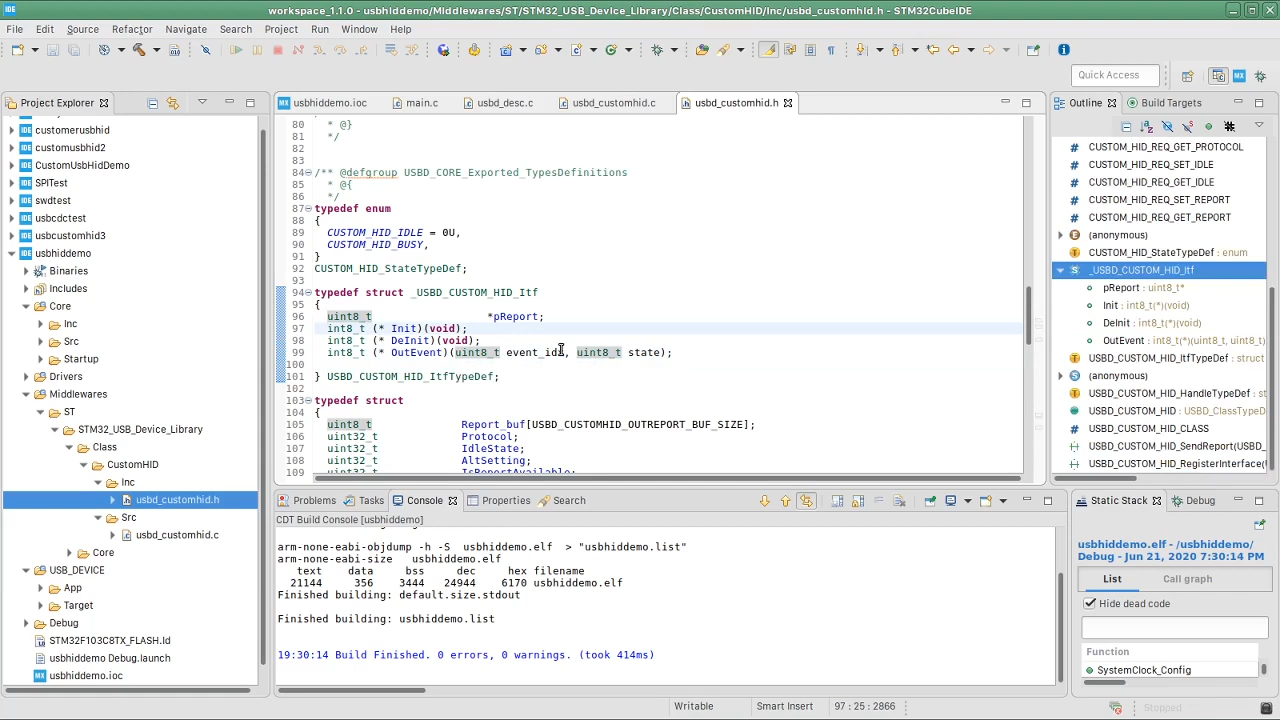 workspace_1.1.0 - usbhiddemo/Middlewares/ST/STM32_USB_Device_Library/Class/CustomHID/Inc/usbd_customhid.h - STM32CubeIDE
File Edit Source Refactor Navigate Search Project Run Window Help
Quick Access
Project Explorer
customerusbhid
customusbhid2
CustomUsbHidDemo
SPITest
swdtest
usbcdctest
usbcustomhid3
usbhiddemo
Binaries
Includes
Core
Inc
Src
Startup
Drivers
Middlewares
ST
STM32_USB_Device_Library
Class
CustomHID
Inc
usbd_customhid.h
Src
usbd_customhid.c
Core
USB_DEVICE
App
Target
Debug
STM32F103C8TX_FLASH.ld
usbhiddemo Debug.launch
usbhiddemo.ioc
usbhiddemo.ioc main.c usbd_desc.c usbd_customhid.c usbd_customhid.h
80 * @}
81 */
82
83
84 /** @defgroup USBD_CORE_Exported_TypesDefinitions
85 * @{
86 */
87 typedef enum
88 {
89 CUSTOM_HID_IDLE = 0U,
90 CUSTOM_HID_BUSY,
91 }
92 CUSTOM_HID_StateTypeDef;
93
94 typedef struct _USBD_CUSTOM_HID_Itf
95 {
96 uint8_t *pReport;
97 int8_t (* Init)(void);
98 int8_t (* DeInit)(void);
99 int8_t (* OutEvent)(uint8_t event_idx, uint8_t state);
100
101 } USBD_CUSTOM_HID_ItfTypeDef;
102
103 typedef struct
104 {
105 uint8_t Report_buf[USBD_CUSTOMHID_OUTREPORT_BUF_SIZE];
106 uint32_t Protocol;
107 uint32_t IdleState;
108 uint32_t AltSetting;
109 uint32_t IsReportAvailable;
Outline Build Targets
CUSTOM_HID_REQ_GET_PROTOCOL
CUSTOM_HID_REQ_SET_IDLE
CUSTOM_HID_REQ_GET_IDLE
CUSTOM_HID_REQ_SET_REPORT
CUSTOM_HID_REQ_GET_REPORT
(anonymous)
CUSTOM_HID_StateTypeDef : enum
_USBD_CUSTOM_HID_Itf
pReport : uint8_t*
Init : int8_t(*)(void)
DeInit : int8_t(*)(void)
OutEvent : int8_t(*)(uint8_t, uint8_t)
USBD_CUSTOM_HID_ItfTypeDef : struct
(anonymous)
USBD_CUSTOM_HID_HandleTypeDef : st
USBD_CUSTOM_HID : USBD_ClassTypeD
USBD_CUSTOM_HID_CLASS
USBD_CUSTOM_HID_SendReport(USBD_
USBD_CUSTOM_HID_RegisterInterface(
Problems Tasks Console Properties Search
CDT Build Console [usbhiddemo]
arm-none-eabi-objdump -h -S usbhiddemo.elf > "usbhiddemo.list"
arm-none-eabi-size usbhiddemo.elf
text data bss dec hex filename
21144 356 3444 24944 6170 usbhiddemo.elf
Finished building: default.size.stdout
Finished building: usbhiddemo.list
19:30:14 Build Finished. 0 errors, 0 warnings. (took 414ms)
Static Stack Debug
usbhiddemo.elf - /usbhiddemo/
Debug - Jun 21, 2020 7:30:14 PM
List Call graph
Hide dead code
Function
SystemClock_Config
Writable Smart Insert 97 : 25 : 2866 Stopped